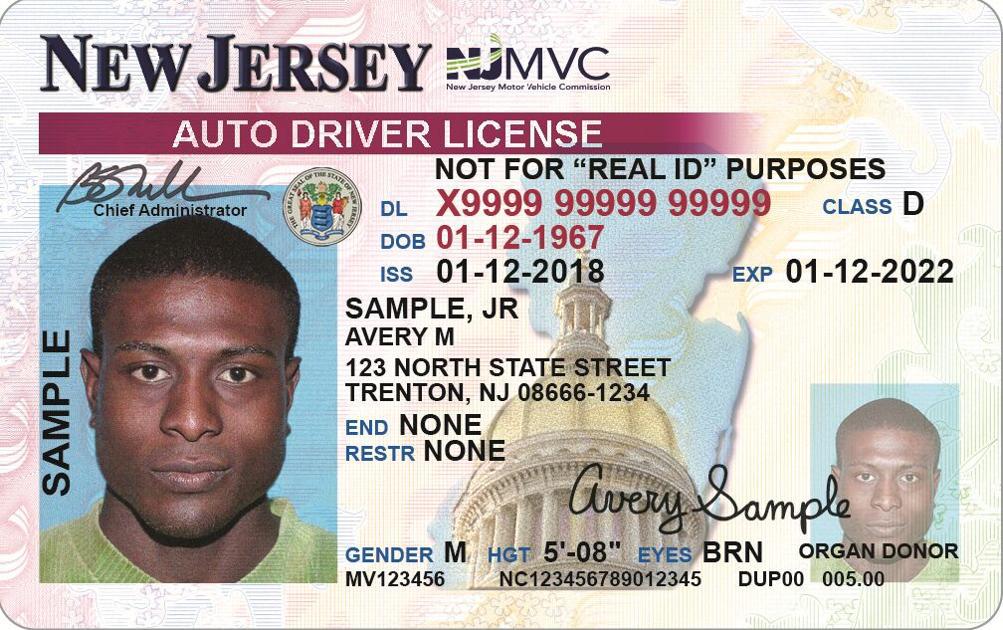 NEW JERSEY NJMVC
New Jersey Motor Vehicle Commission
AUTO DRIVER LICENSE
NOT FOR “REAL ID” PURPOSES
Chief Administrator
THE GREAT SEAL OF THE STATE OF NEW JERSEY
DL X9999 99999 99999 CLASS D
DOB 01-12-1967
ISS 01-12-2018 EXP 01-12-2022
SAMPLE, JR
AVERY M
123 NORTH STATE STREET
TRENTON, NJ 08666-1234
END NONE
RESTR NONE
SAMPLE
Avery Sample
GENDER M HGT 5'-08" EYES BRN ORGAN DONOR
MV123456 NC123456789012345 DUP00 005.00